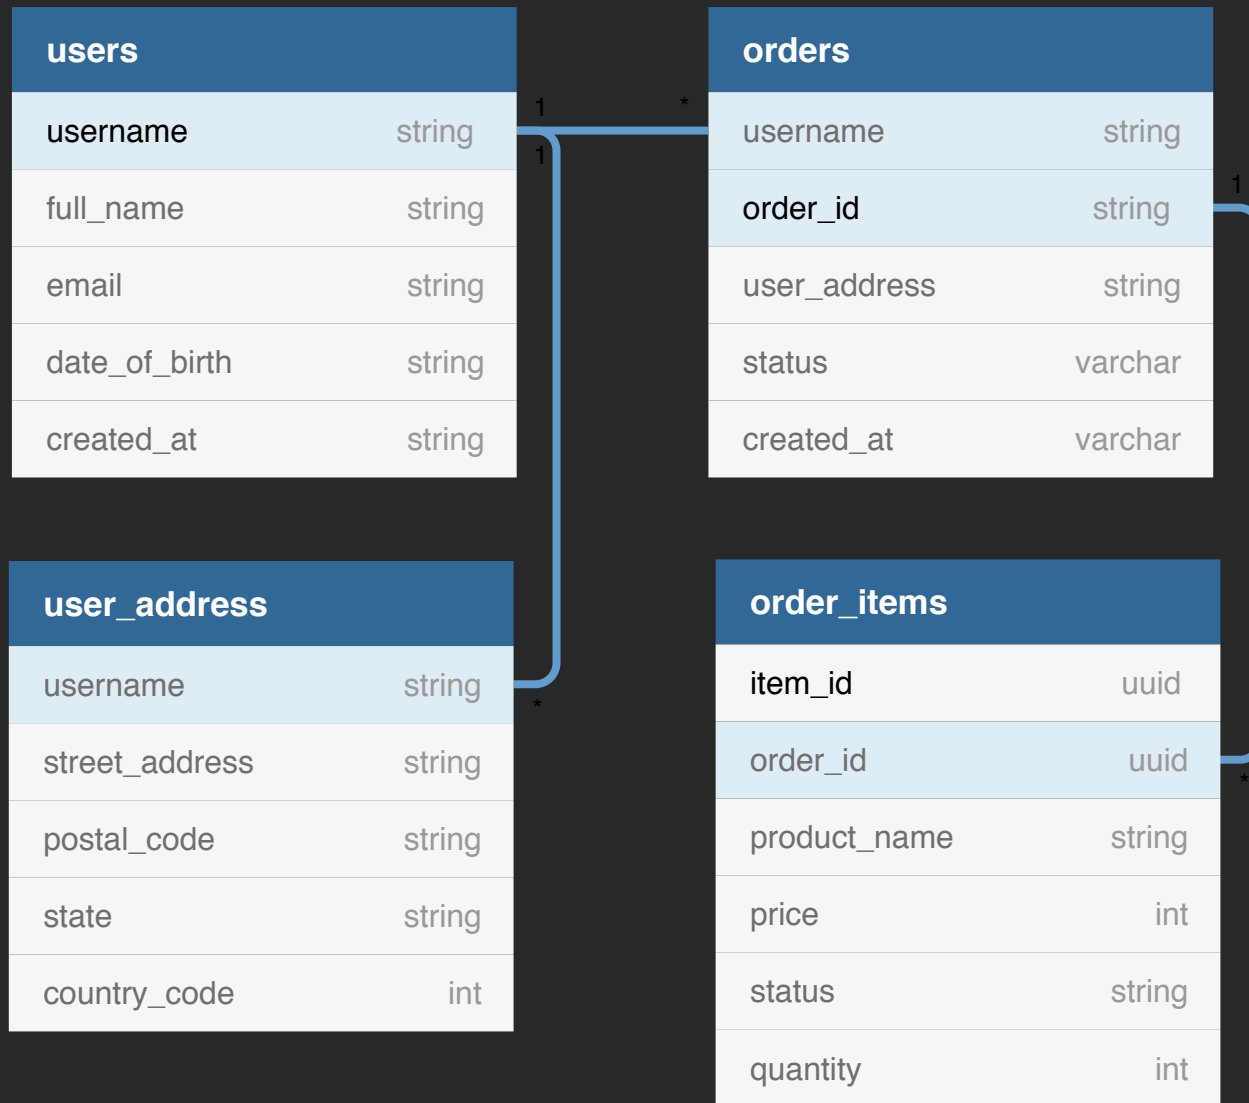 users
username string
full_name string
email string
date_of_birth string
created_at string
1 *
1
orders
username string
order_id string
user_address string
status varchar
created_at varchar
1
user_address
username string
street_address string
postal_code string
state string
country_code int
*
order_items
item_id uuid
order_id uuid
product_name string
price int
status string
quantity int
*